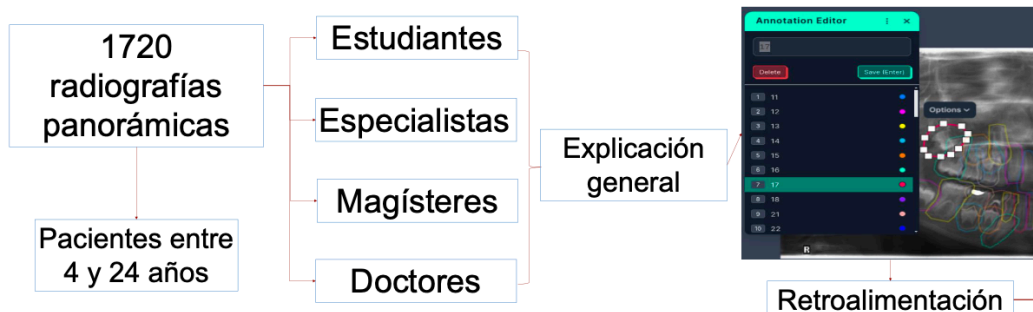 1720
radiografías
panorámicas
Pacientes entre
4 y 24 años
Estudiantes
Especialistas
Magísteres
Doctores
Explicación
general
Annotation Editor
17
Delete
Save (Enter)
1 11
2 12
3 13
4 14
5 15
6 16
7 17
8 18
9 21
10 22
Options
R
Retroalimentación